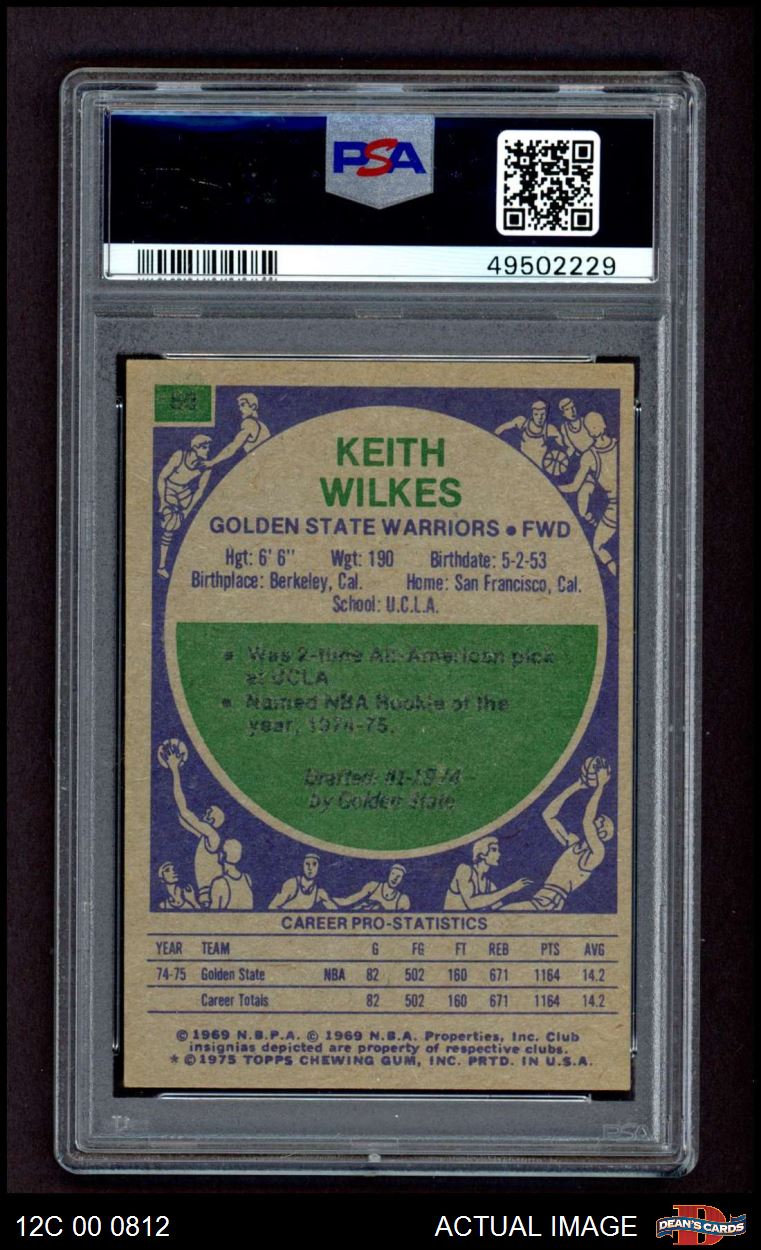 PSA
49502229
KEITH
WILKES
GOLDEN STATE WARRIORS • FWD
Hgt: 6' 6" Wgt: 190 Birthdate: 5-2-53
Birthplace: Berkeley, Cal. Home: San Francisco, Cal.
School: U.C.L.A.
• Was 2-time All-American pick
at UCLA
• Named NBA Rookie of the
year, 1974-75.
Drafted: #1-1974
by Golden State
CAREER PRO-STATISTICS
YEAR TEAM G FG FT REB PTS AVG
74-75 Golden State NBA 82 502 160 671 1164 14.2
Career Totals 82 502 160 671 1164 14.2
© 1969 N.B.P.A. © 1969 N.B.A. Properties, Inc. Club
insignias depicted are property of respective clubs.
* © 1975 TOPPS CHEWING GUM, INC. PRTD. IN U.S.A.
PSA
12C 00 0812 ACTUAL IMAGE DEAN'S CARDS